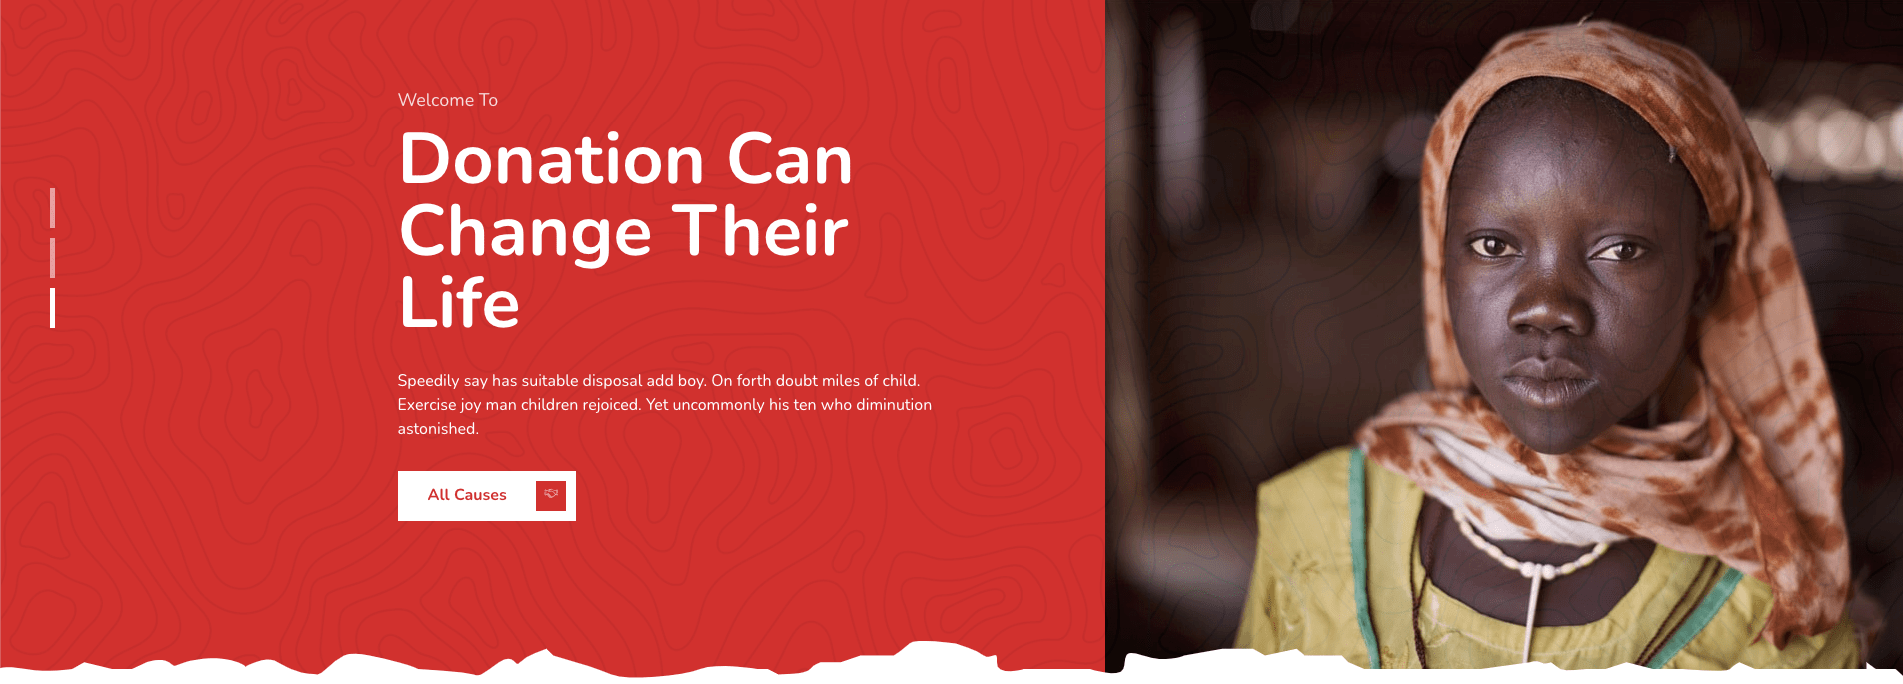 Welcome To
Donation Can
Change Their
Life
Speedily say has suitable disposal add boy. On forth doubt miles of child.
Exercise joy man children rejoiced. Yet uncommonly his ten who diminution
astonished.
All Causes